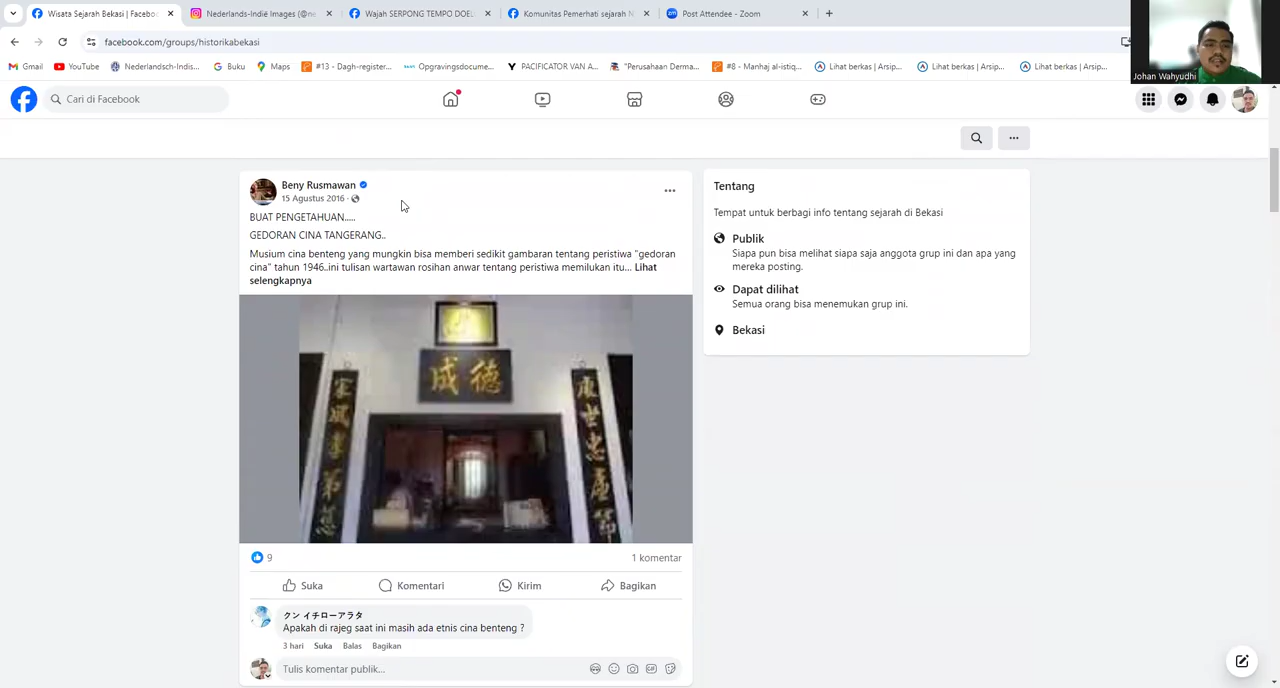 Wisata Sejarah Bekasi | Faceboo
Nederlands-Indië Images (@ne
Wajah SERPONG TEMPO DOEL
Komunitas Pemerhati sejarah N
Post Attendee - Zoom
facebook.com/groups/historikabekasi
Gmail
YouTube
Nederlandsch-Indis...
Buku
Maps
#13 - Dagh-register...
Opgravingsdocume...
PACIFICATOR VAN A...
"Perusahaan Derma...
#8 - Manhaj al-istiq...
Lihat berkas | Arsip...
Lihat berkas | Arsip...
Lihat berkas | Arsip...
Johan Wahyudhi
Cari di Facebook
Beny Rusmawan
15 Agustus 2016
BUAT PENGETAHUAN.....
GEDORAN CINA TANGERANG..
Musium cina benteng yang mungkin bisa memberi sedikit gambaran tentang peristiwa "gedoran
cina" tahun 1946..ini tulisan wartawan rosihan anwar tentang peristiwa memilukan itu... Lihat
selengkapnya
成德
9
1 komentar
Suka
Komentari
Kirim
Bagikan
クン イチローアラタ
Apakah di rajeg saat ini masih ada etnis cina benteng ?
3 hari Suka Balas Bagikan
Tulis komentar publik...
Tentang
Tempat untuk berbagi info tentang sejarah di Bekasi
Publik
Siapa pun bisa melihat siapa saja anggota grup ini dan apa yang
mereka posting.
Dapat dilihat
Semua orang bisa menemukan grup ini.
Bekasi